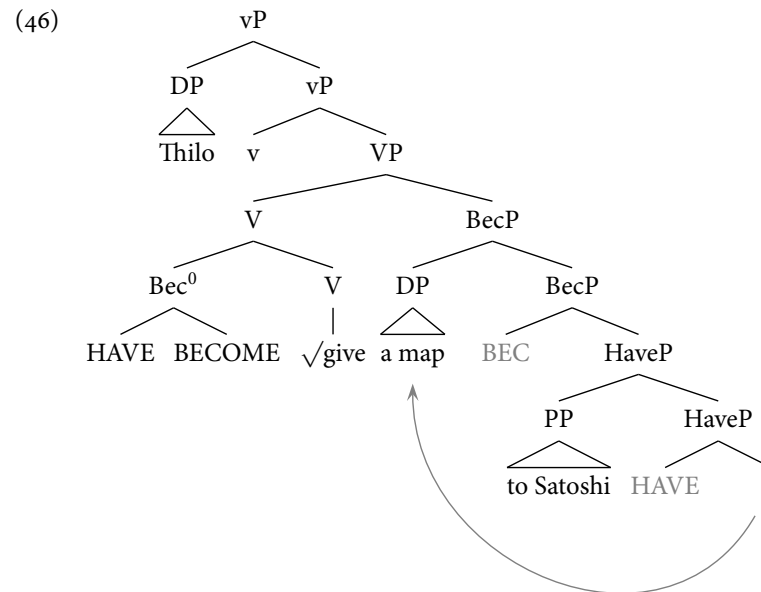 (46) vP
DP vP
Thilo v VP
V BecP
Bec⁰ V DP BecP
HAVE BECOME √give a map BEC HaveP
PP HaveP
to Satoshi HAVE